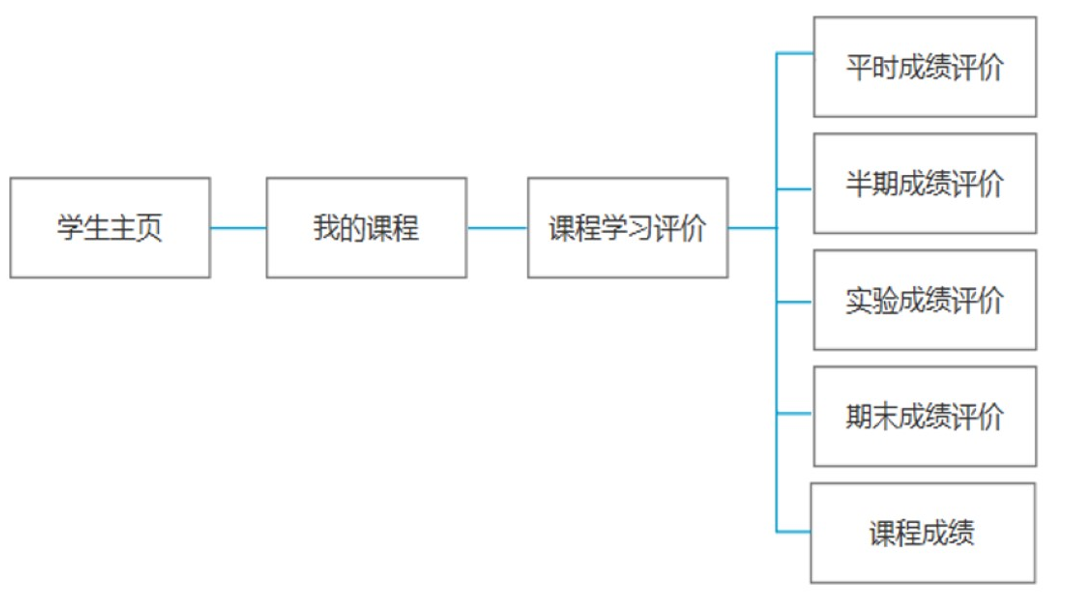 学生主页
我的课程
课程学习评价
平时成绩评价
半期成绩评价
实验成绩评价
期末成绩评价
课程成绩